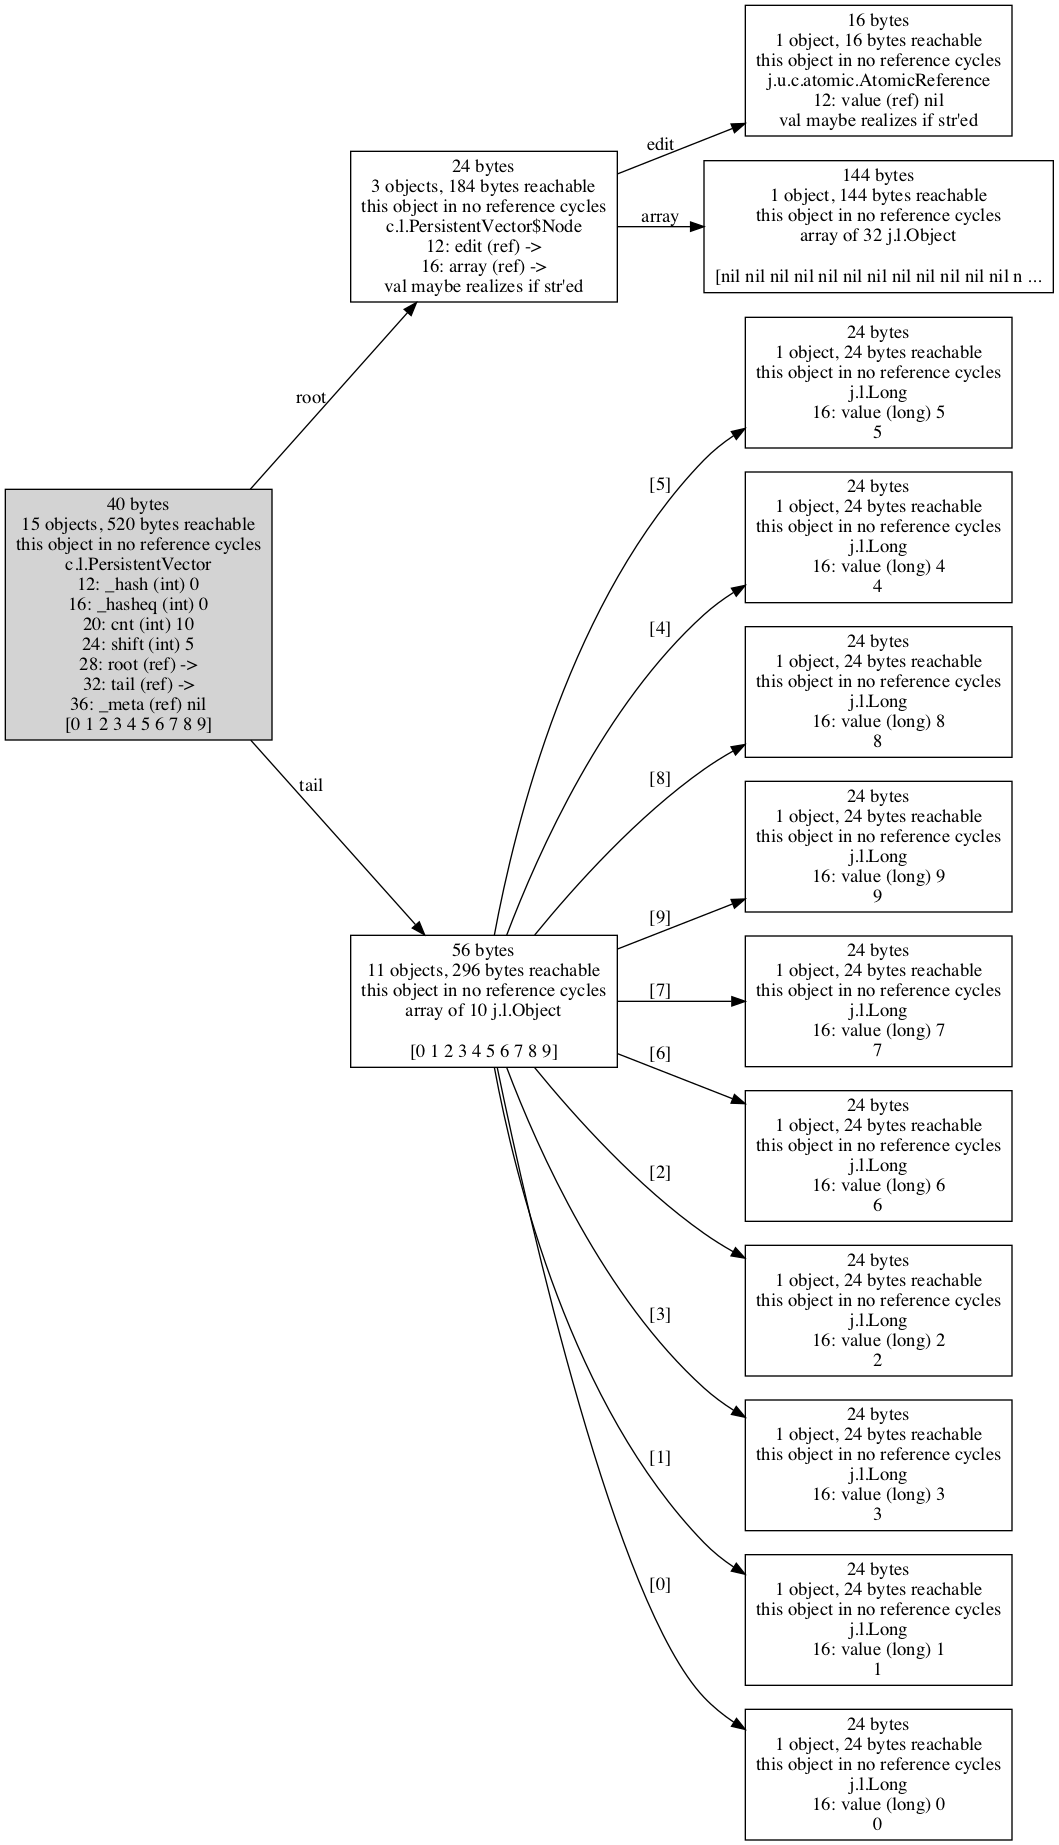 16 bytes
1 object, 16 bytes reachable
this object in no reference cycles
j.u.c.atomic.AtomicReference
12: value (ref) nil
val maybe realizes if str'ed
edit
24 bytes
3 objects, 184 bytes reachable
this object in no reference cycles
c.l.PersistentVector$Node
12: edit (ref) ->
16: array (ref) ->
val maybe realizes if str'ed
array
144 bytes
1 object, 144 bytes reachable
this object in no reference cycles
array of 32 j.l.Object
[nil nil nil nil nil nil nil nil nil nil nil nil n ...
root
40 bytes
15 objects, 520 bytes reachable
this object in no reference cycles
c.l.PersistentVector
12: _hash (int) 0
16: _hasheq (int) 0
20: cnt (int) 10
24: shift (int) 5
28: root (ref) ->
32: tail (ref) ->
36: _meta (ref) nil
[0 1 2 3 4 5 6 7 8 9]
tail
56 bytes
11 objects, 296 bytes reachable
this object in no reference cycles
array of 10 j.l.Object
[0 1 2 3 4 5 6 7 8 9]
[5]
24 bytes
1 object, 24 bytes reachable
this object in no reference cycles
j.l.Long
16: value (long) 5
5
[4]
24 bytes
1 object, 24 bytes reachable
this object in no reference cycles
j.l.Long
16: value (long) 4
4
[8]
24 bytes
1 object, 24 bytes reachable
this object in no reference cycles
j.l.Long
16: value (long) 8
8
[9]
24 bytes
1 object, 24 bytes reachable
this object in no reference cycles
j.l.Long
16: value (long) 9
9
[7]
24 bytes
1 object, 24 bytes reachable
this object in no reference cycles
j.l.Long
16: value (long) 7
7
[6]
24 bytes
1 object, 24 bytes reachable
this object in no reference cycles
j.l.Long
16: value (long) 6
6
[2]
24 bytes
1 object, 24 bytes reachable
this object in no reference cycles
j.l.Long
16: value (long) 2
2
[3]
24 bytes
1 object, 24 bytes reachable
this object in no reference cycles
j.l.Long
16: value (long) 3
3
[1]
24 bytes
1 object, 24 bytes reachable
this object in no reference cycles
j.l.Long
16: value (long) 1
1
[0]
24 bytes
1 object, 24 bytes reachable
this object in no reference cycles
j.l.Long
16: value (long) 0
0